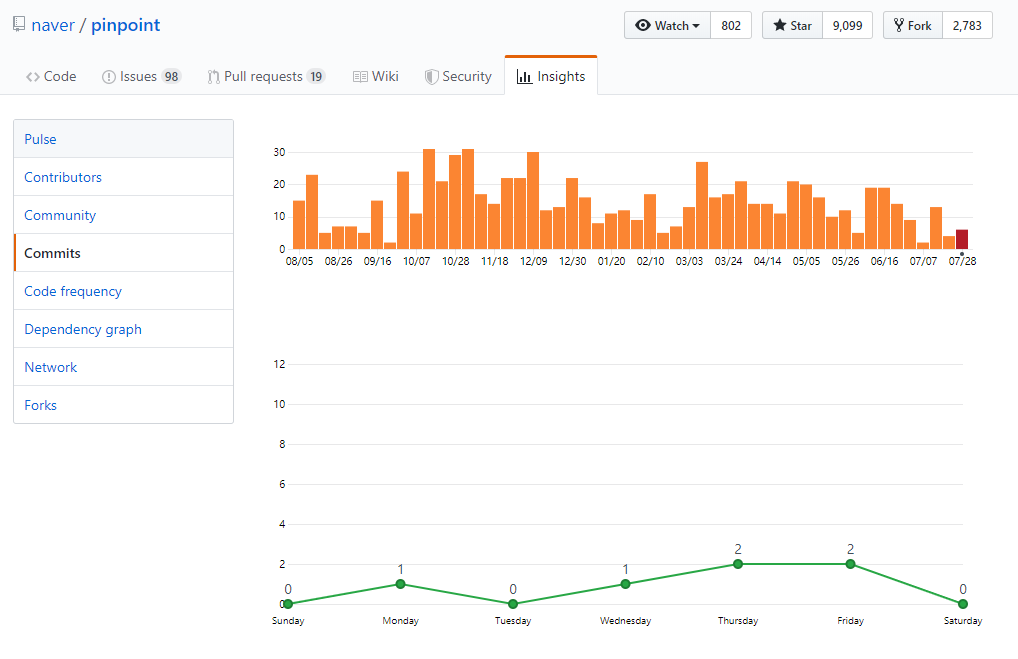 naver / pinpoint
Watch 802 Star 9,099 Fork 2,783
Code Issues 98 Pull requests 19 Wiki Security Insights
Pulse
Contributors
Community
Commits
Code frequency
Dependency graph
Network
Forks
30
20
10
0
08/05 08/26 09/16 10/07 10/28 11/18 12/09 12/30 01/20 02/10 03/03 03/24 04/14 05/05 05/26 06/16 07/07 07/28
12
10
8
6
4
2
0
0 1 0 1 2 2 0
Sunday Monday Tuesday Wednesday Thursday Friday Saturday